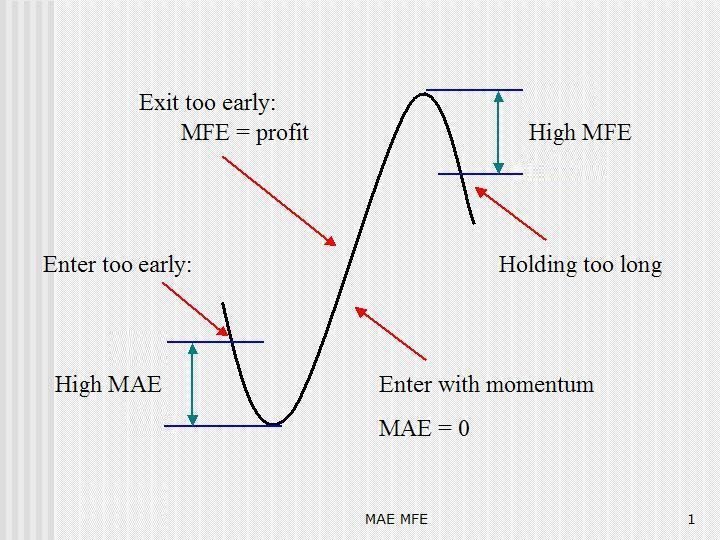 Exit too early:
MFE = profit
High MFE
Enter too early:
Holding too long
High MAE
Enter with momentum
MAE = 0
MAE MFE
1